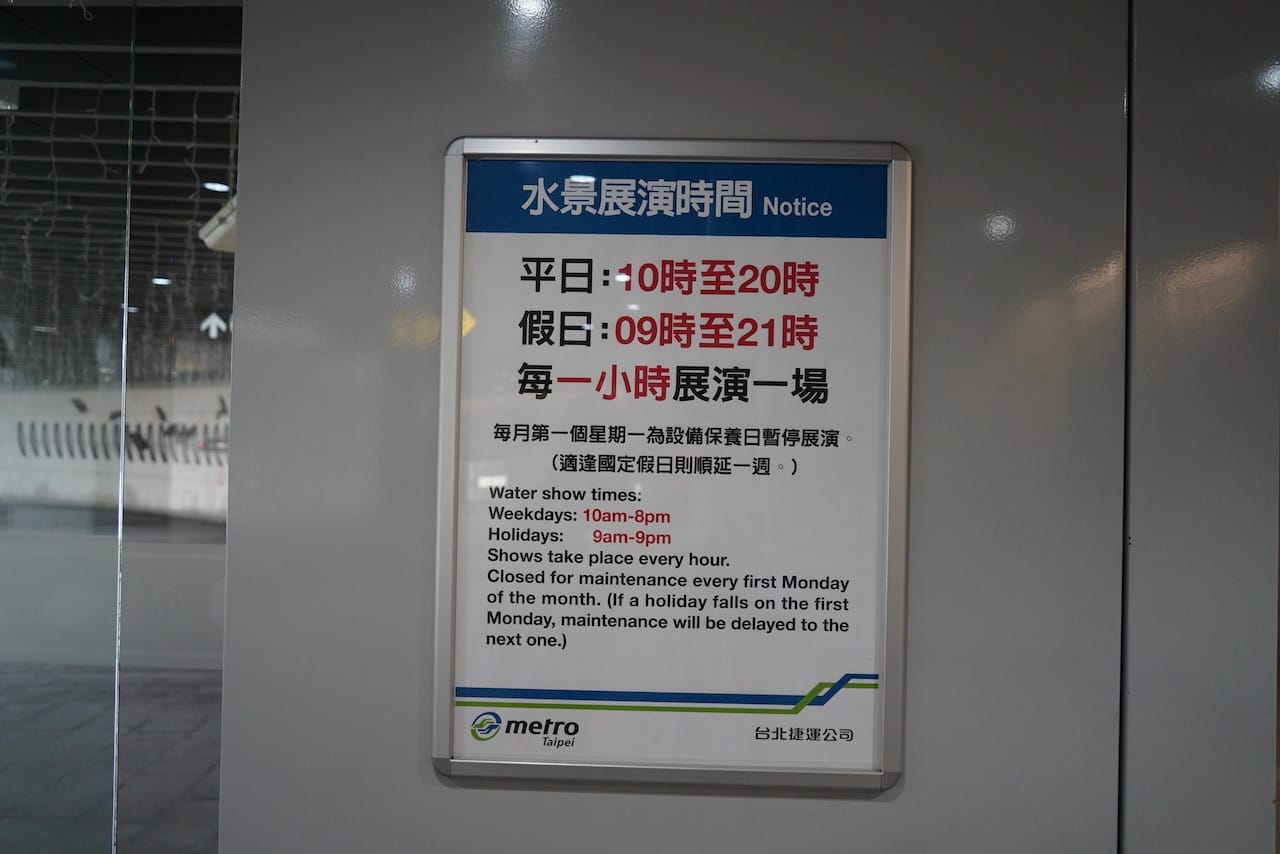 水景展演時間 Notice
平日：10時至20時
假日：09時至21時
每一小時展演一場
每月第一個星期一為設備保養日暫停展演。
（適逢國定假日則順延一週。）
Water show times:
Weekdays: 10am-8pm
Holidays: 9am-9pm
Shows take place every hour.
Closed for maintenance every first Monday
of the month. (If a holiday falls on the first
Monday, maintenance will be delayed to the
next one.)
metro
Taipei
台北捷運公司